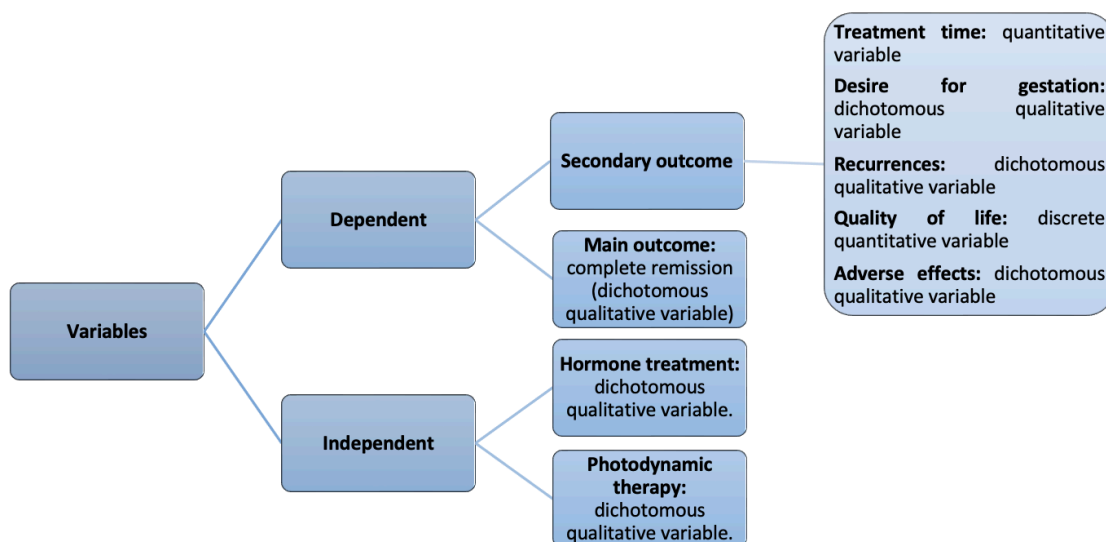 Variables
Dependent
Independent
Secondary outcome
Main outcome:
complete remission
(dichotomous
qualitative variable)
Hormone treatment:
dichotomous
qualitative variable.
Photodynamic
therapy:
dichotomous
qualitative variable.
Treatment time: quantitative
variable
Desire for gestation:
dichotomous qualitative
variable
Recurrences: dichotomous
qualitative variable
Quality of life: discrete
quantitative variable
Adverse effects: dichotomous
qualitative variable